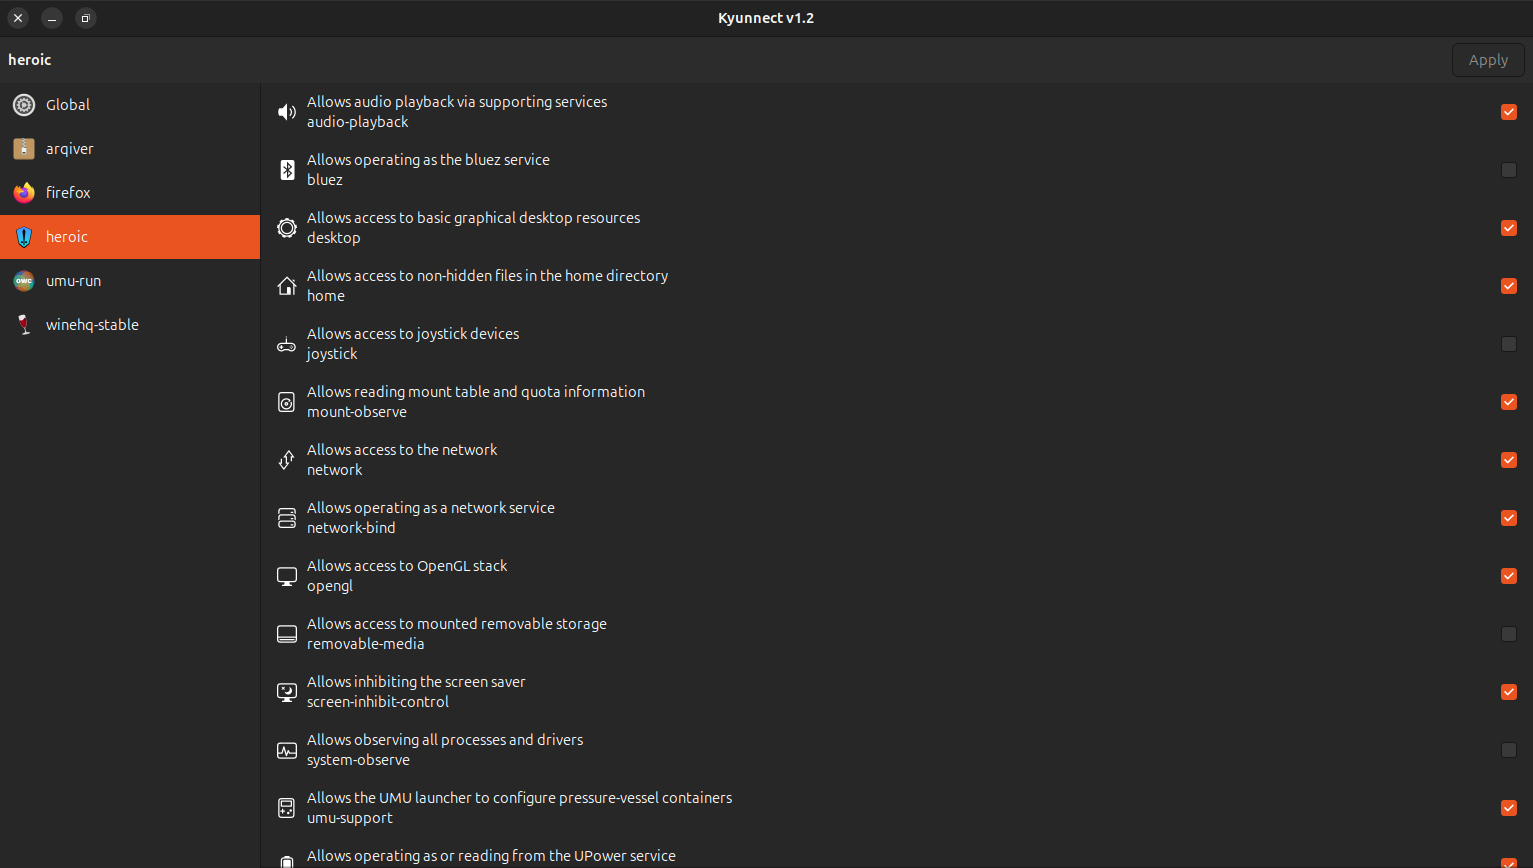 Kyunnect v1.2
heroic
Apply
Global
arqiver
firefox
heroic
umu-run
winehq-stable
Allows audio playback via supporting services
audio-playback
Allows operating as the bluez service
bluez
Allows access to basic graphical desktop resources
desktop
Allows access to non-hidden files in the home directory
home
Allows access to joystick devices
joystick
Allows reading mount table and quota information
mount-observe
Allows access to the network
network
Allows operating as a network service
network-bind
Allows access to OpenGL stack
opengl
Allows access to mounted removable storage
removable-media
Allows inhibiting the screen saver
screen-inhibit-control
Allows observing all processes and drivers
system-observe
Allows the UMU launcher to configure pressure-vessel containers
umu-support
Allows operating as or reading from the UPower service